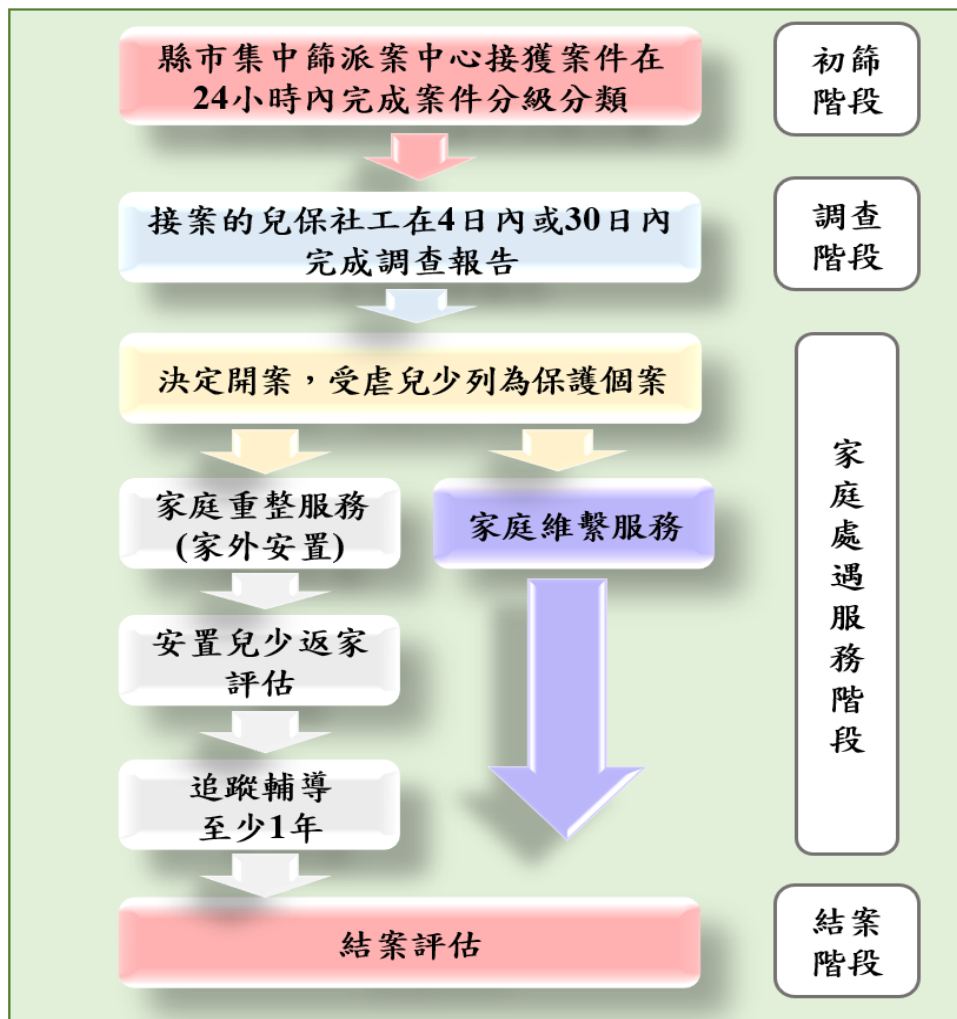 縣市集中篩派案中心接獲案件在
24小時內完成案件分級分類
初篩
階段
接案的兒保社工在4日內或30日內
完成調查報告
調查
階段
決定開案，受虐兒少列為保護個案
家庭重整服務
(家外安置)
家庭維繫服務
安置兒少返家
評估
追蹤輔導
至少1年
家庭處遇服務階段
結案評估
結案
階段